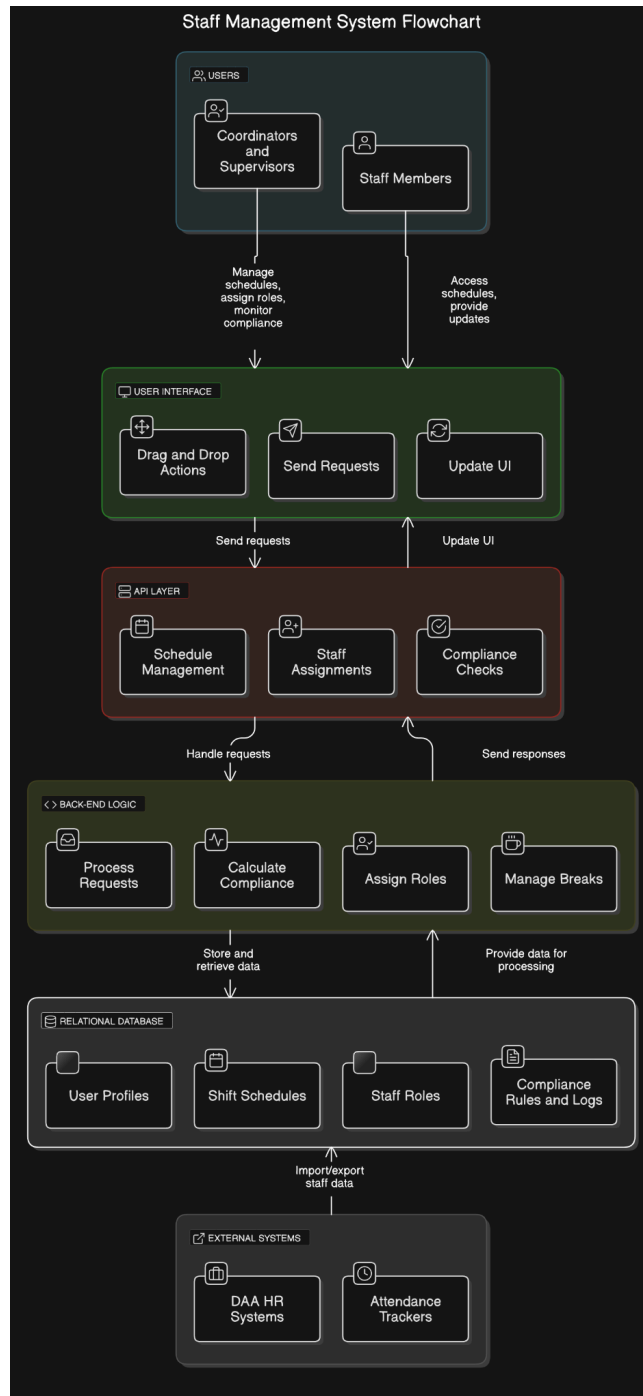 Staff Management System Flowchart
USERS
Coordinators
and
Supervisors
Staff Members
Manage
schedules,
assign roles,
monitor
compliance
Access
schedules,
provide
updates
USER INTERFACE
Drag and Drop
Actions
Send Requests
Update UI
Send requests
Update UI
API LAYER
Schedule
Management
Staff
Assignments
Compliance
Checks
Handle requests
Send responses
BACK-END LOGIC
Process
Requests
Calculate
Compliance
Assign Roles
Manage Breaks
Store and
retrieve data
Provide data for
processing
RELATIONAL DATABASE
User Profiles
Shift Schedules
Staff Roles
Compliance
Rules and Logs
Import/export
staff data
EXTERNAL SYSTEMS
DAA HR
Systems
Attendance
Trackers